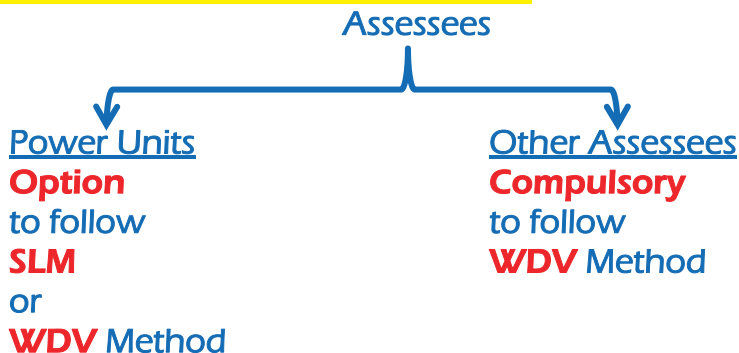 Assessees
Power Units
Option
to follow
SLM
or
WDV Method
Other Assessees
Compulsory
to follow
WDV Method